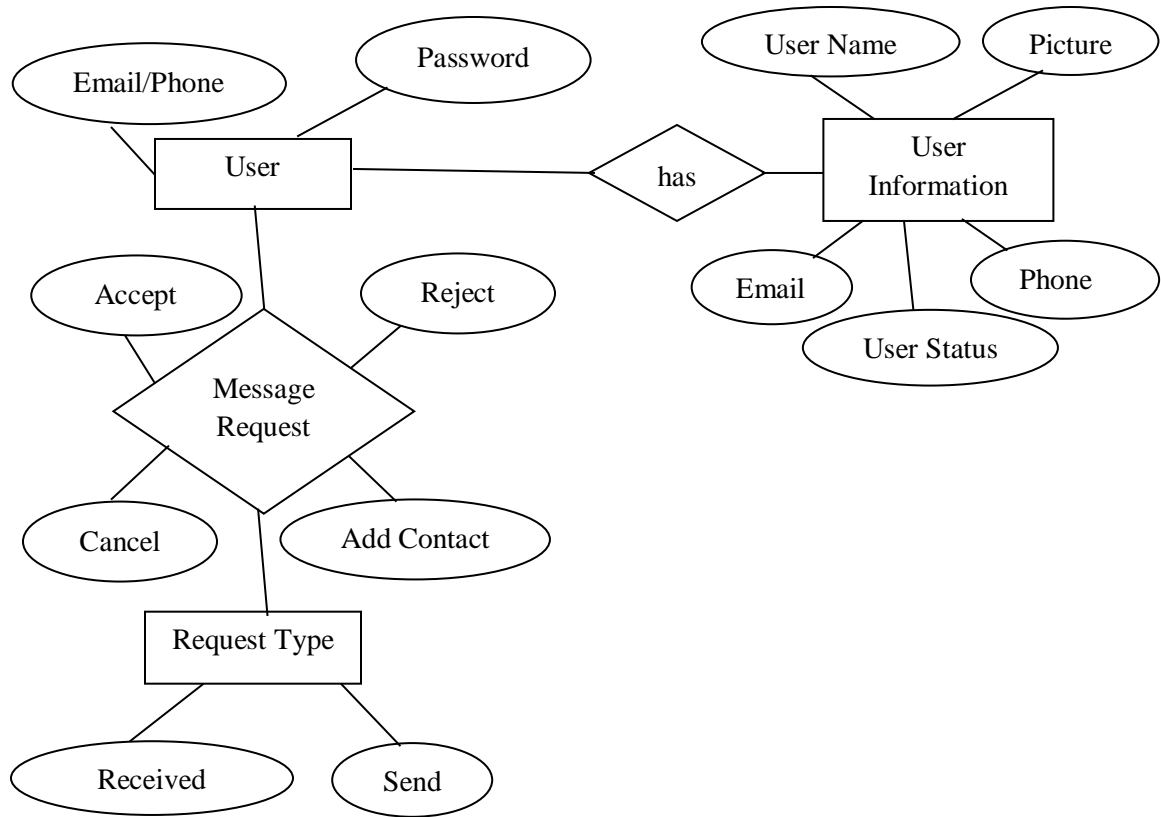 User Name
Picture
Password
Email/Phone
User
has
User
Information
Email
Phone
User Status
Accept
Reject
Message
Request
Cancel
Add Contact
Request Type
Received
Send